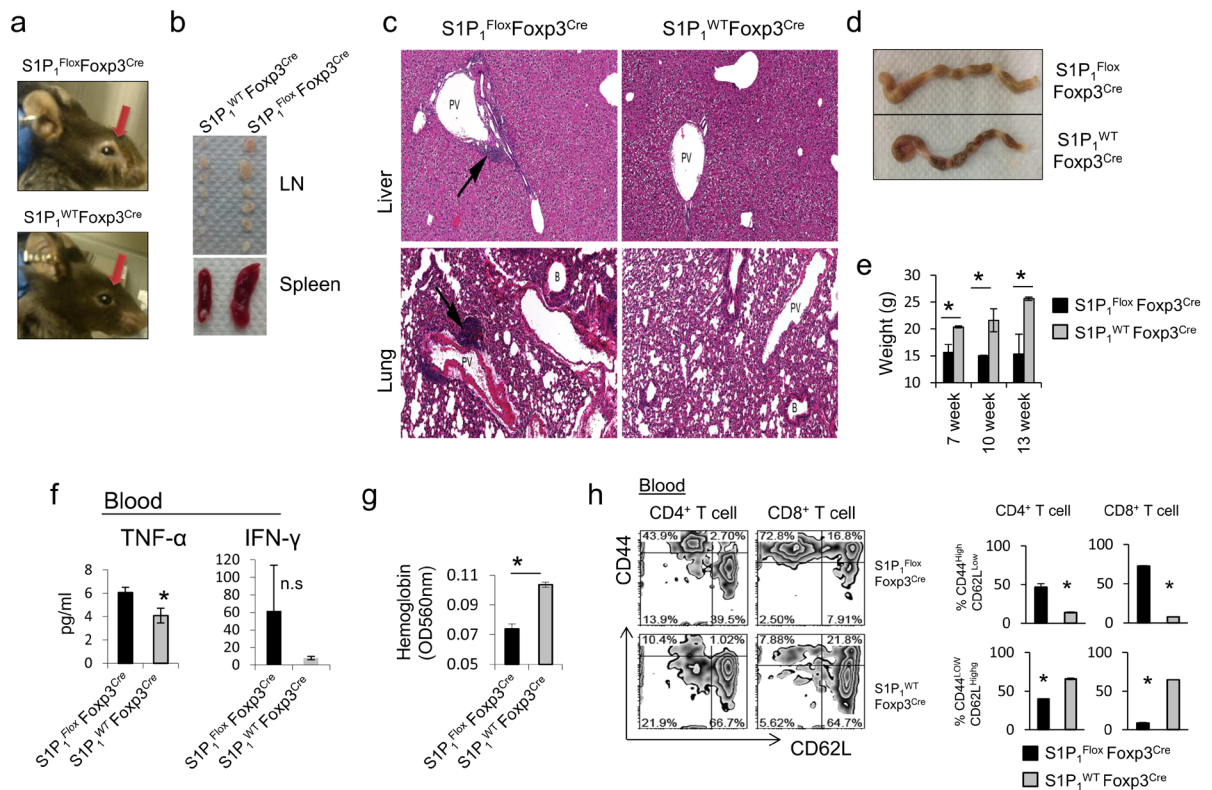 a
S1P1FloxFoxp3Cre
S1P1WTFoxp3Cre
b
S1P1WT Foxp3Cre
S1P1Flox Foxp3Cre
LN
Spleen
c
S1P1FloxFoxp3Cre
S1P1WTFoxp3Cre
Liver
PV
PV
Lung
B
PV
PV
B
d
S1P1Flox
Foxp3Cre
S1P1WT
Foxp3Cre
e
Weight (g)
30
25
20
15
10
*
*
*
7 week
10 week
13 week
S1P1Flox Foxp3Cre
S1P1WT Foxp3Cre
f
Blood
TNF-α
IFN-γ
pg/ml
8
6
4
2
0
*
120
100
80
60
40
20
0
n.s
S1P1Flox Foxp3Cre
S1P1WT Foxp3Cre
S1P1Flox Foxp3Cre
S1P1WT Foxp3Cre
g
Hemoglobin
(OD560nm)
0.11
0.09
0.07
0.05
*
S1P1Flox Foxp3Cre
S1P1WT Foxp3Cre
h
Blood
CD4+ T cell
CD8+ T cell
CD44
43.9% 2.70%
13.9% 39.5%
72.8% 16.8%
2.50% 7.91%
S1P1Flox
Foxp3Cre
10.4% 1.02%
21.9% 66.7%
7.88% 21.8%
5.62% 64.7%
S1P1WT
Foxp3Cre
CD62L
CD4+ T cell
CD8+ T cell
% CD44High
CD62LLow
100
50
0
*
100
50
0
*
% CD44LOW
CD62LHighg
100
50
0
*
100
50
0
*
S1P1Flox Foxp3Cre
S1P1WT Foxp3Cre